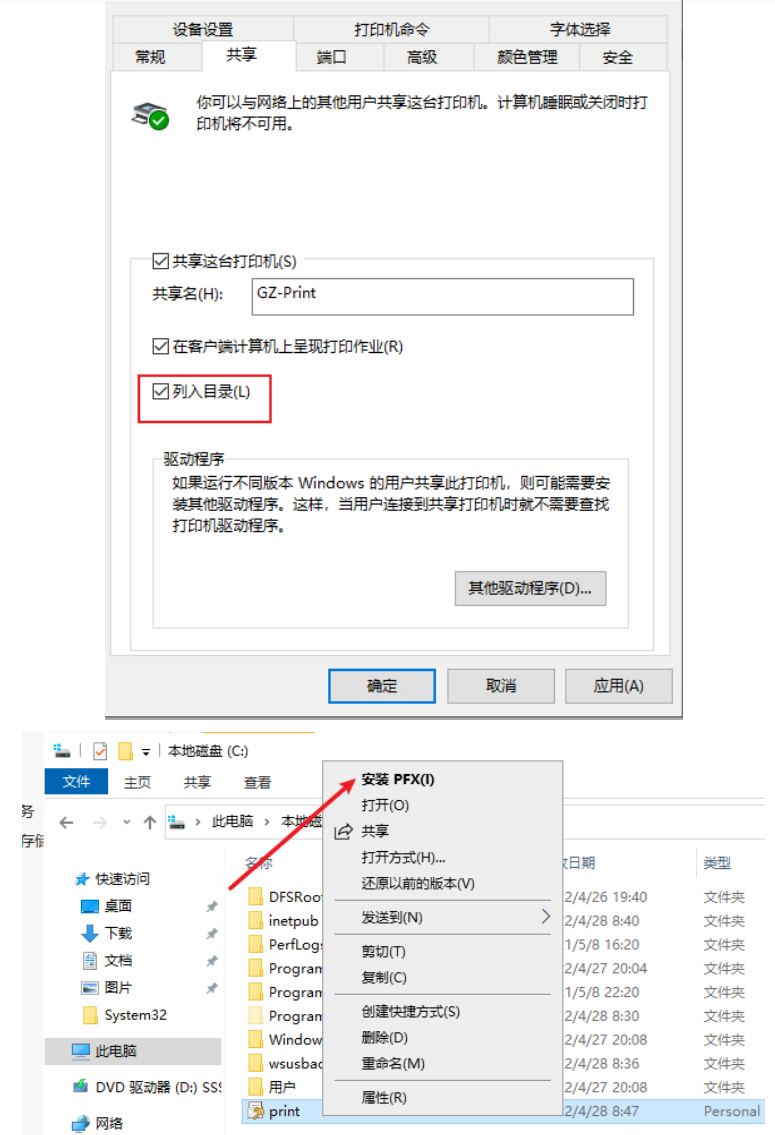 设备设置 打印机命令 字体选择
常规 共享 端口 高级 颜色管理 安全
你可以与网络上的其他用户共享这台打印机。计算机睡眠或关闭时打
印机将不可用。
共享这台打印机(S)
共享名(H): GZ-Print
在客户端计算机上呈现打印作业(R)
列入目录(L)
驱动程序
如果运行不同版本 Windows 的用户共享此打印机，则可能需要安
装其他驱动程序。这样，当用户连接到共享打印机时就不需要查找
打印机驱动程序。
其他驱动程序(D)...
确定 取消 应用(A)
本地磁盘 (C:)
文件 主页 共享 查看
务
存储
此电脑 本地磁
快速访问
桌面
下载
文档
图片
System32
此电脑
DVD 驱动器 (D:) SS
网络
安装 PFX(I)
打开(O)
共享
打开方式(H)...
还原以前的版本(V)
发送到(N)
剪切(T)
复制(C)
创建快捷方式(S)
删除(D)
重命名(M)
属性(R)
名称 日期 类型
DFSRoo 2/4/26 19:40 文件夹
inetpub 2/4/28 8:40 文件夹
PerfLogs 1/5/8 16:20 文件夹
Program 2/4/27 20:04 文件夹
Program 1/5/8 22:20 文件夹
Program 2/4/28 8:30 文件夹
Window 2/4/27 20:08 文件夹
wsusbac 2/4/28 8:36 文件夹
用户 2/4/27 20:08 文件夹
print 2/4/28 8:47 Personal